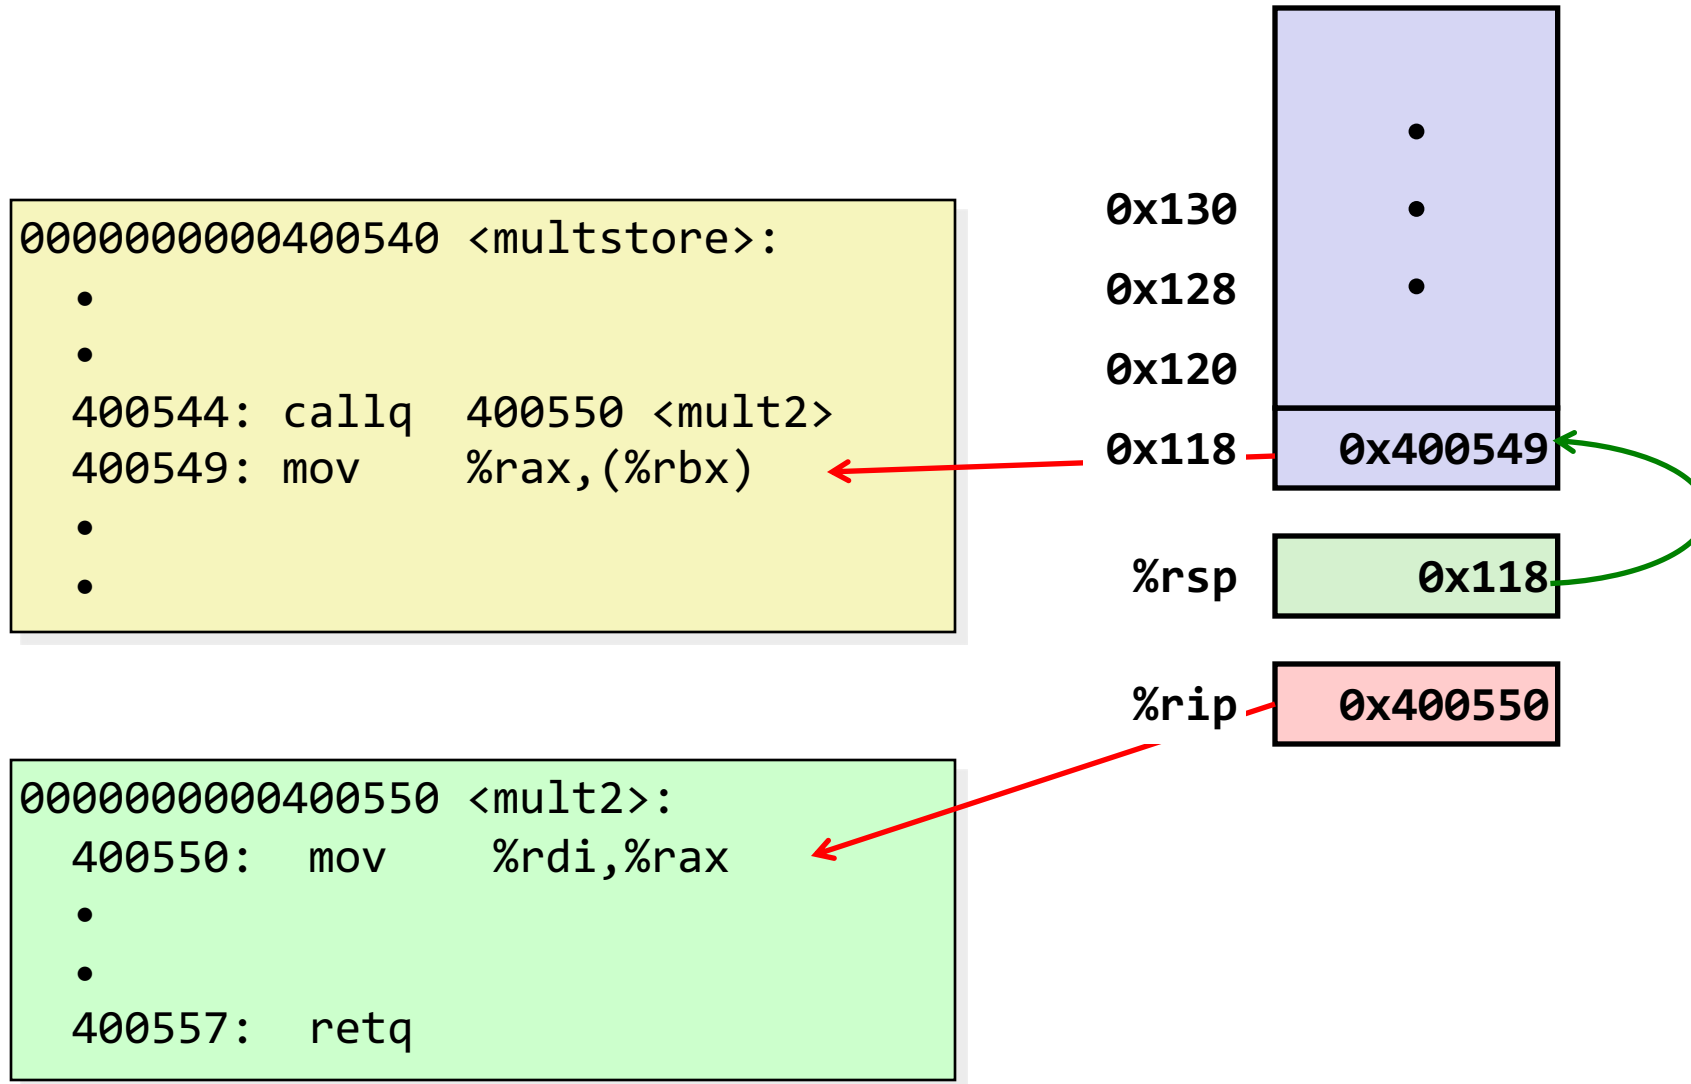 0000000000400540 <multstore>:
•
•
400544: callq  400550 <mult2>
400549: mov    %rax,(%rbx)
•
•
0000000000400550 <mult2>:
400550:  mov    %rdi,%rax
•
•
400557:  retq
•
0x130 •
0x128 •
0x120
0x118 0x400549
%rsp 0x118
%rip 0x400550